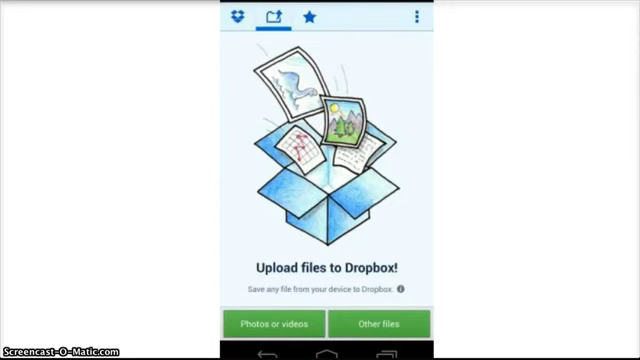 Upload files to Dropbox!
Save any file from your device to Dropbox.
Photos or videos
Other files
Screencast-O-Matic.com